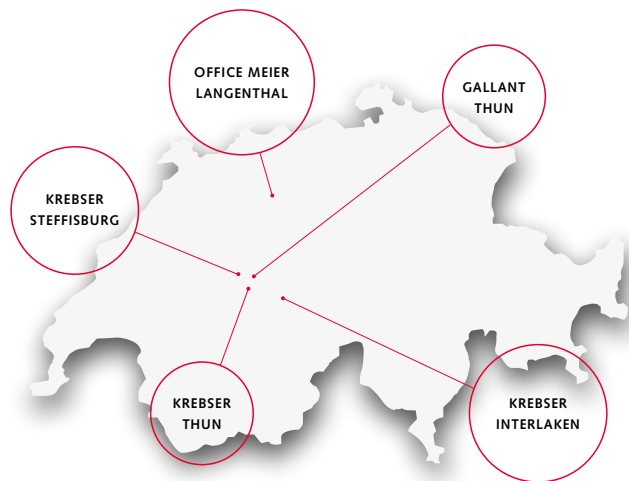 OFFICE MEIER
LANGENTHAL
GALLANT
THUN
KREBSER
STEFFISBURG
KREBSER
THUN
KREBSER
INTERLAKEN